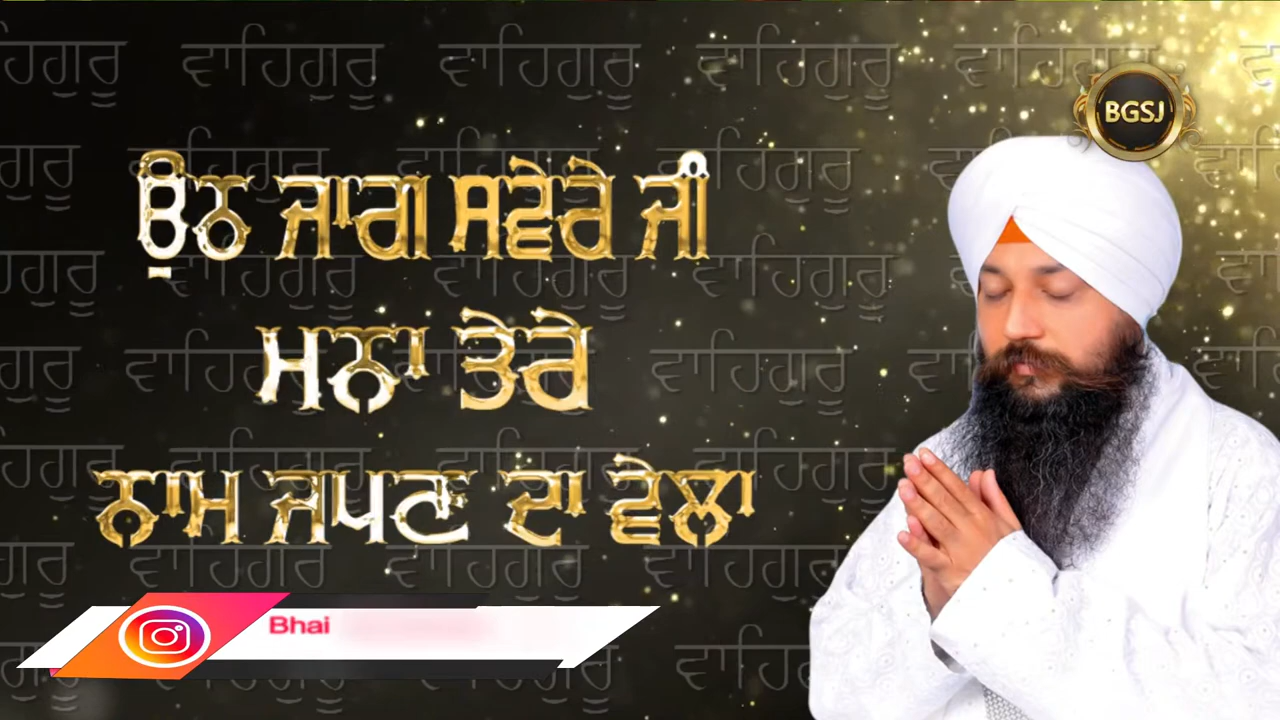 BGSJ
ਉਠ ਜਾਗ ਸਵੇਰੇ ਜੀ
ਮਨਾ ਤੇਰੇ
ਨਾਮ ਜਪਣ ਦਾ ਵੇਲਾ
Bhai
ਵਾਹਿਗੁਰੂ ਵਾਹਿਗੁਰੂ ਵਾਹਿਗੁਰੂ ਵਾਹਿਗੁਰੂ